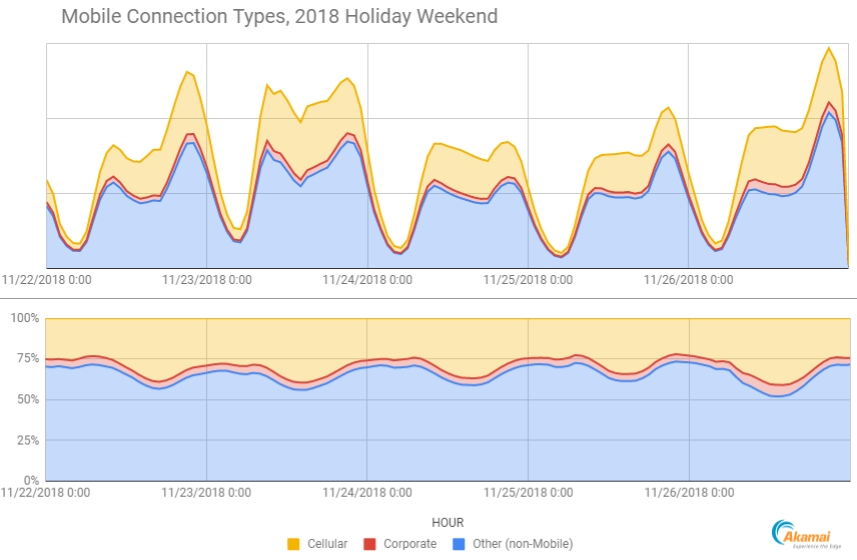 Mobile Connection Types, 2018 Holiday Weekend
11/22/2018 0:00 11/23/2018 0:00 11/24/2018 0:00 11/25/2018 0:00 11/26/2018 0:00
100%
75%
50%
25%
0%
11/22/2018 0:00 11/23/2018 0:00 11/24/2018 0:00 11/25/2018 0:00 11/26/2018 0:00
HOUR
Cellular Corporate Other (non-Mobile)
Akamai
Experience the Edge